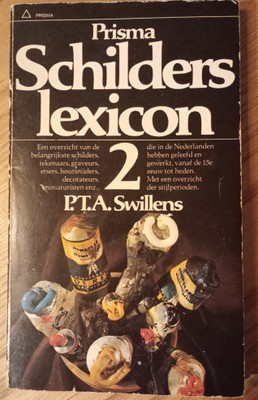 PRISMA
Prisma
Schilders
lexicon
2
Een overzicht van de
belangrijkste schilders,
tekenaars, graveurs,
etsers, houtsnijders,
decorateurs,
miniaturisten enz.,
die in de Nederlanden
hebben geleefd en
gewerkt, vanaf de 15e
eeuw tot heden.
Met een overzicht
der stijlperioden.
P.T.A. Swillens